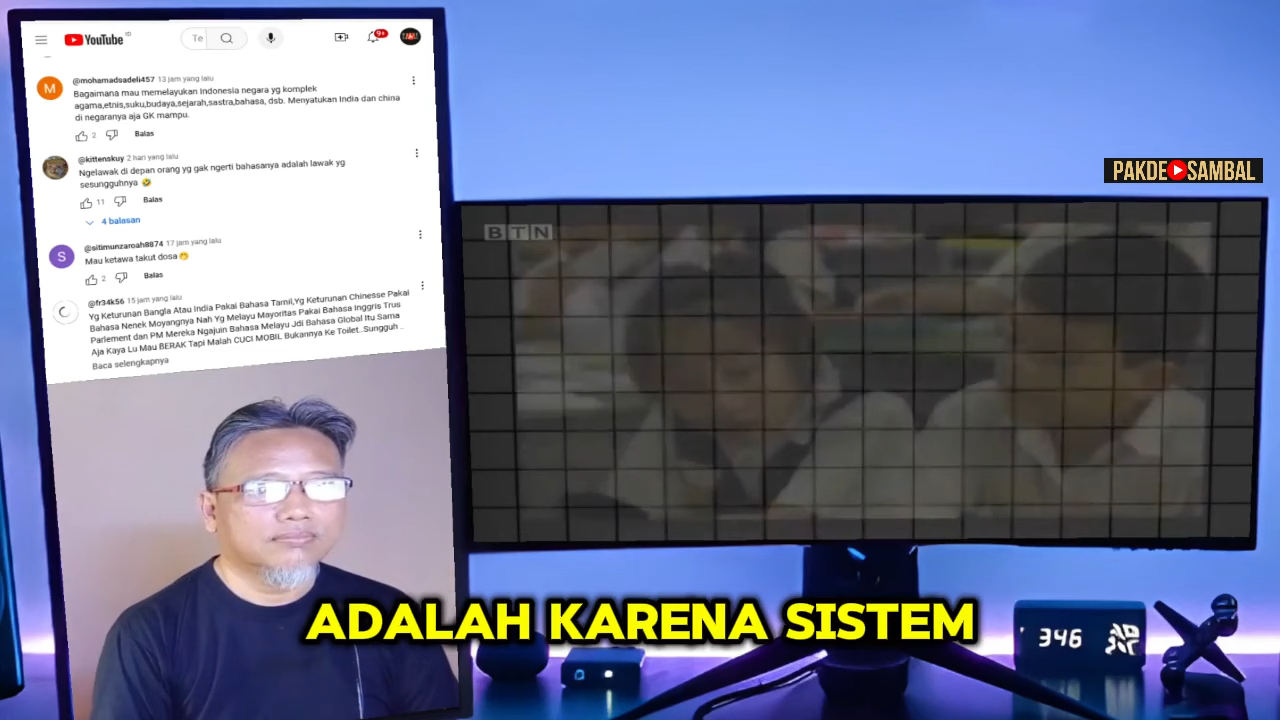 YouTube ID
Te
9+
@mohamadsadeli457 13 jam yang lalu
Bagaimana mau memelayukan Indonesia negara yg komplek
agama,etnis,suku,budaya,sejarah,sastra,bahasa, dsb. Menyatukan India dan china
di negaranya aja GK mampu.
2 Balas
@kittenskuy 2 hari yang lalu
Ngelawak di depan orang yg gak ngerti bahasanya adalah lawak yg
sesungguhnya 🤣
11 Balas
4 balasan
@sitimunzaroah8874 17 jam yang lalu
Mau ketawa takut dosa🤭
2 Balas
@fr34k56 15 jam yang lalu
Yg Keturunan Bangla Atau India Pakai Bahasa Tamil,Yg Keturunan Chinesse Pakai
Bahasa Nenek Moyangnya Nah Yg Melayu Mayoritas Pakai Bahasa Inggris Trus
Parlement dan PM Mereka Ngajuin Bahasa Melayu Jdi Bahasa Global Itu Sama
Aja Kaya Lu Mau BERAK Tapi Malah CUCI MOBIL Bukannya Ke Toilet..Sungguh ..
Baca selengkapnya
M
S
PAKDE SAMBAL
BTN
ADALAH KARENA SISTEM
346